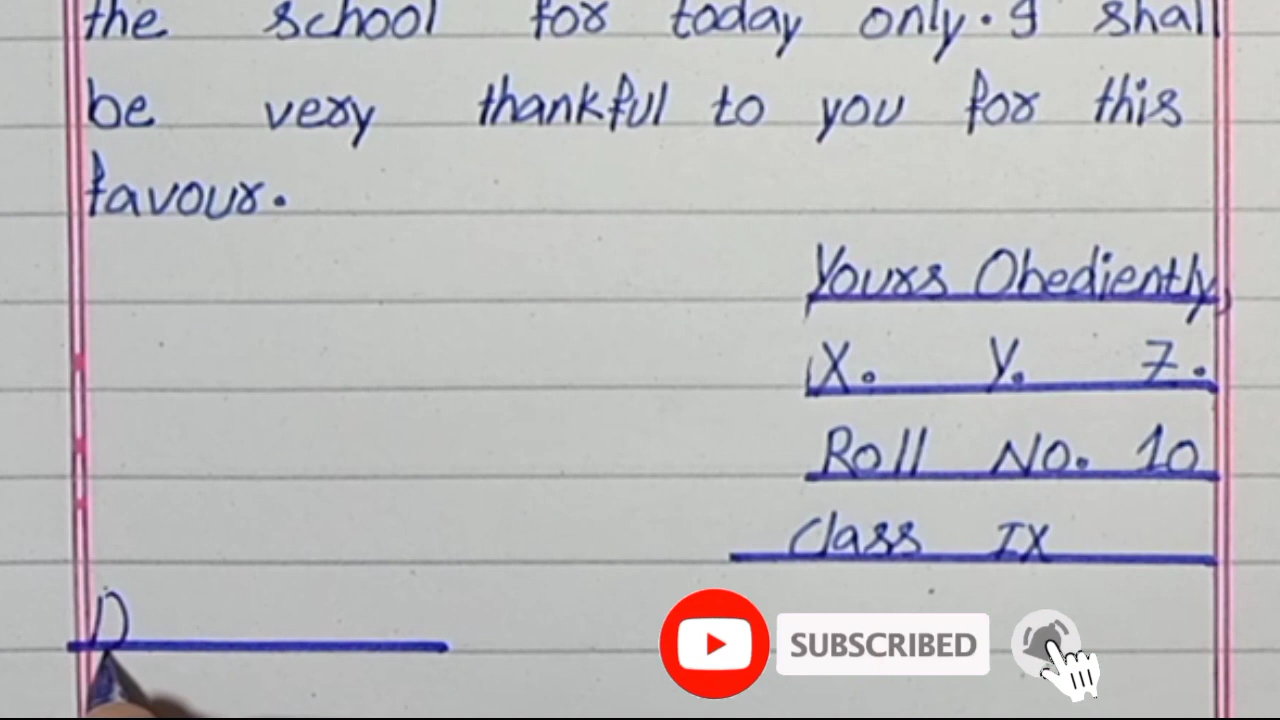 the school for today only. I shall
be very thankful to you for this
favour.
Yours Obediently,
X. Y. Z.
Roll No. 10
Class IX
D
SUBSCRIBED